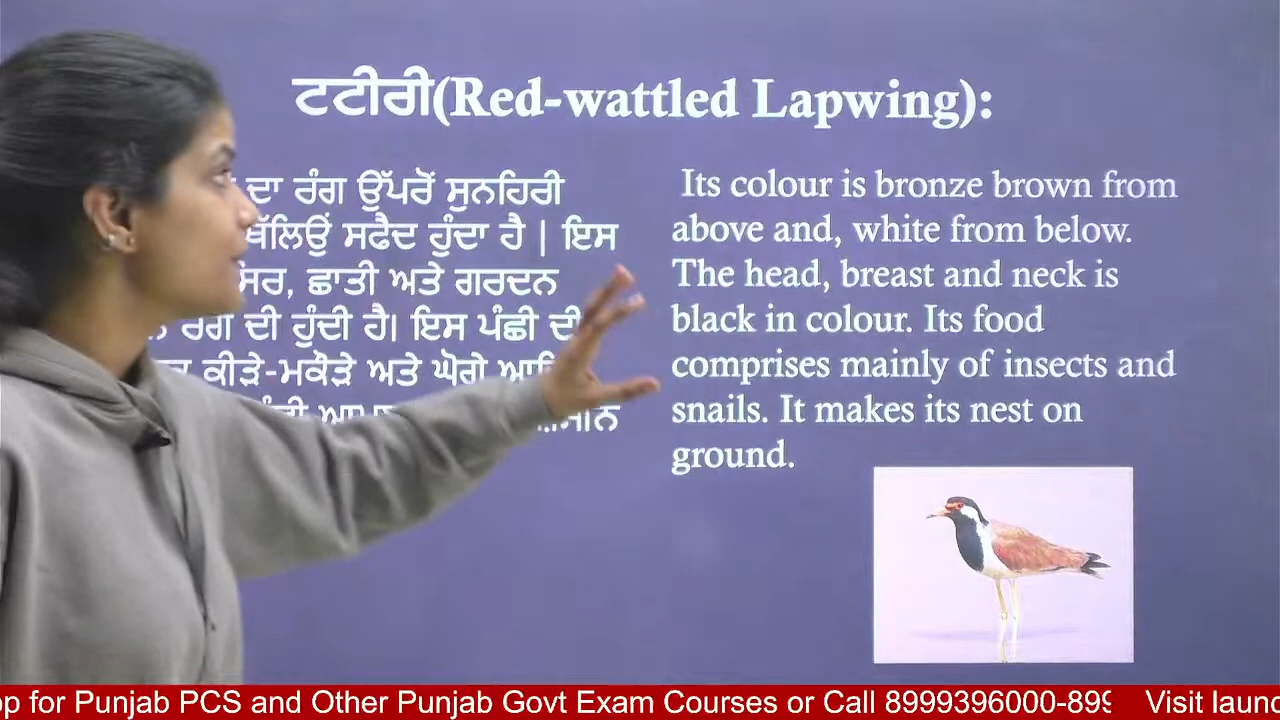 ਟਟੀਰੀ(Red-wattled Lapwing):
ਦਾ ਰੰਗ ਉੱਪਰੋਂ ਸੁਨਹਿਰੀ
ਥੱਲਿਉਂ ਸਫੈਦ ਹੁੰਦਾ ਹੈ | ਇਸ
ਛਾਤੀ ਅਤੇ ਗਰਦਨ
ਰੰਗ ਦੀ ਹੁੰਦੀ ਹੈ। ਇਸ ਪੰਛੀ ਦੀ
ਕੀੜੇ-ਮਕੌੜੇ ਅਤੇ ਘੋਗੇ
Its colour is bronze brown from
above and, white from below.
The head, breast and neck is
black in colour. Its food
comprises mainly of insects and
snails. It makes its nest on
ground.
for Punjab PCS and Other Punjab Govt Exam Courses or Call 8999396000-899 Visit